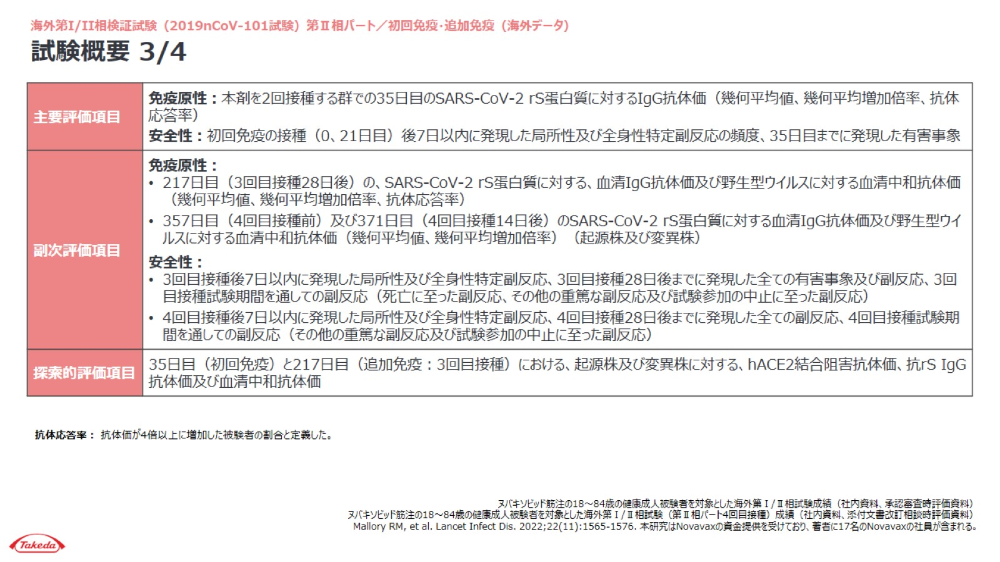 海外第I/II相検証試験（2019nCoV-101試験）第Ⅱ相パート／初回免疫･追加免疫（海外データ）
試験概要 3/4
主要評価項目
免疫原性：本剤を2回接種する群での35日目のSARS-CoV-2 rS蛋白質に対するIgG抗体価（幾何平均値、幾何平均増加倍率、抗体
応答率）
安全性：初回免疫の接種（0、21日目）後7日以内に発現した局所性及び全身性特定副反応の頻度、35日目までに発現した有害事象
副次評価項目
免疫原性：
• 217日目（3回目接種28日後）の、SARS-CoV-2 rS蛋白質に対する、血清IgG抗体価及び野生型ウイルスに対する血清中和抗体価
（幾何平均値、幾何平均増加倍率、抗体応答率）
• 357日目（4回目接種前）及び371日目（4回目接種14日後）のSARS-CoV-2 rS蛋白質に対する血清IgG抗体価及び野生型ウイ
ルスに対する血清中和抗体価（幾何平均値、幾何平均増加倍率）（起源株及び変異株）
安全性：
• 3回目接種後7日以内に発現した局所性及び全身性特定副反応、3回目接種28日後までに発現した全ての有害事象及び副反応、3回
目接種試験期間を通しての副反応（死亡に至った副反応、その他の重篤な副反応及び試験参加の中止に至った副反応）
• 4回目接種後7日以内に発現した局所性及び全身性特定副反応、4回目接種28日後までに発現した全ての副反応、4回目接種試験期
間を通しての副反応（その他の重篤な副反応及び試験参加の中止に至った副反応）
探索的評価項目
35日目（初回免疫）と217日目（追加免疫：3回目接種）における、起源株及び変異株に対する、hACE2結合阻害抗体価、抗rS IgG
抗体価及び血清中和抗体価
抗体応答率： 抗体価が4倍以上に増加した被験者の割合と定義した。
ヌバキソビッド筋注の18～84歳の健康成人被験者を対象とした海外第Ⅰ/Ⅱ相試験成績（社内資料、承認審査時評価資料）
ヌバキソビッド筋注の18～84歳の健康成人被験者を対象とした海外第Ⅰ/Ⅱ相試験（第Ⅱ相パート4回目接種）成績（社内資料、添付文書改訂相談時評価資料）
Mallory RM, et al. Lancet Infect Dis. 2022;22(11):1565-1576. 本研究はNovavaxの資金提供を受けており、著者に17名のNovavaxの社員が含まれる。
Takeda